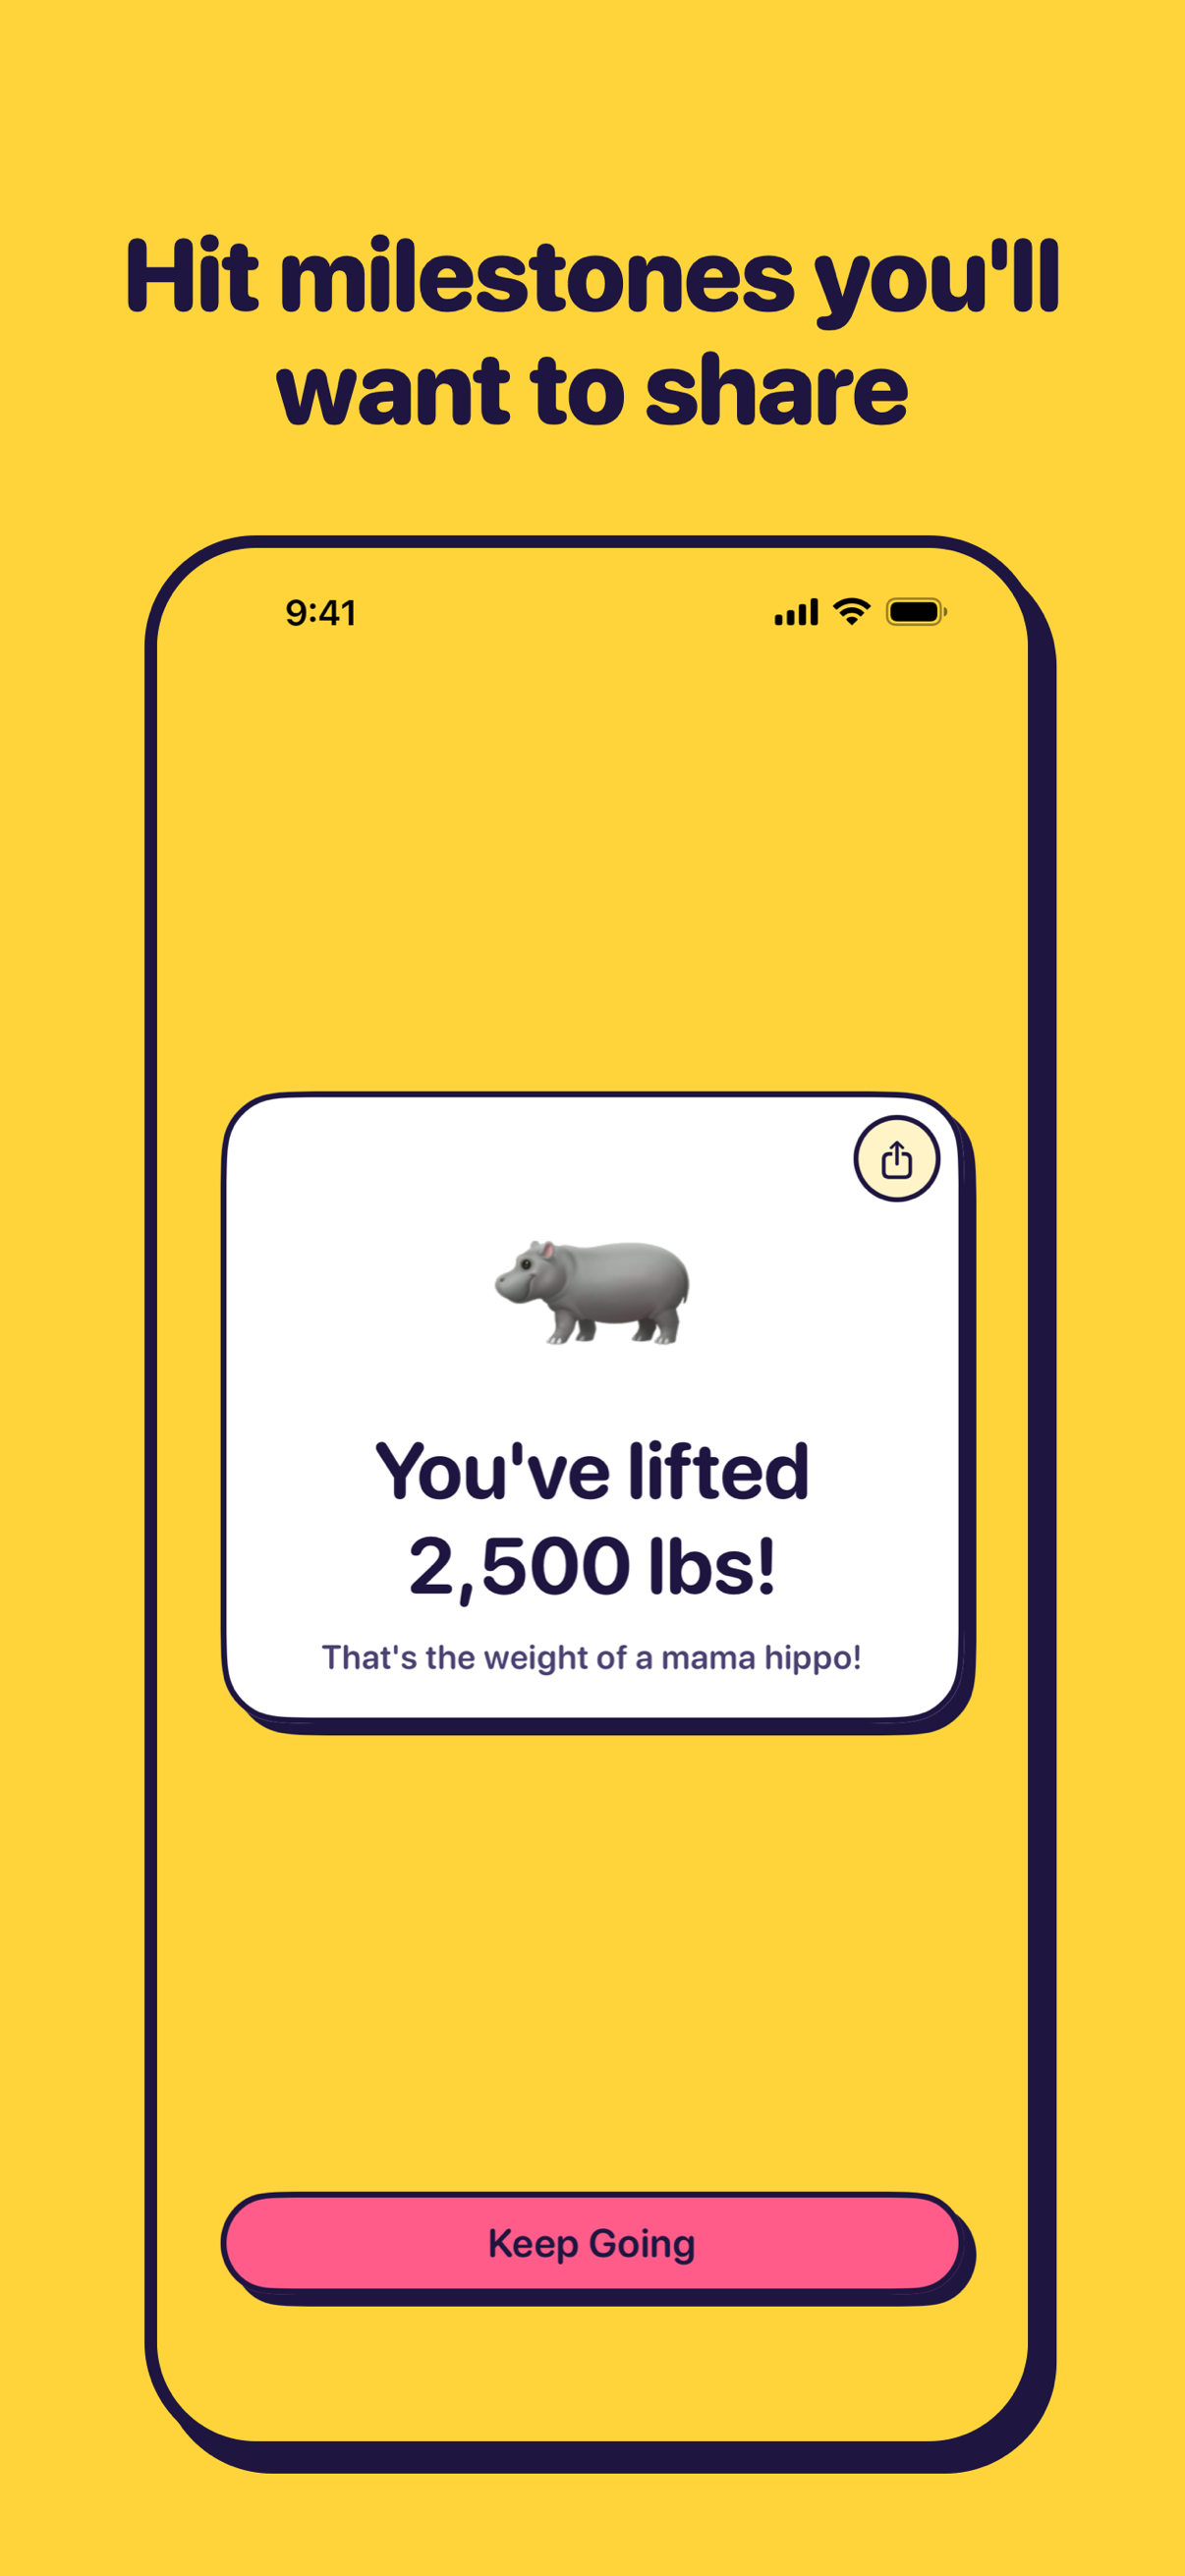 Hit milestones you'll
want to share
9:41
You've lifted
2,500 lbs!
That's the weight of a mama hippo!
Keep Going